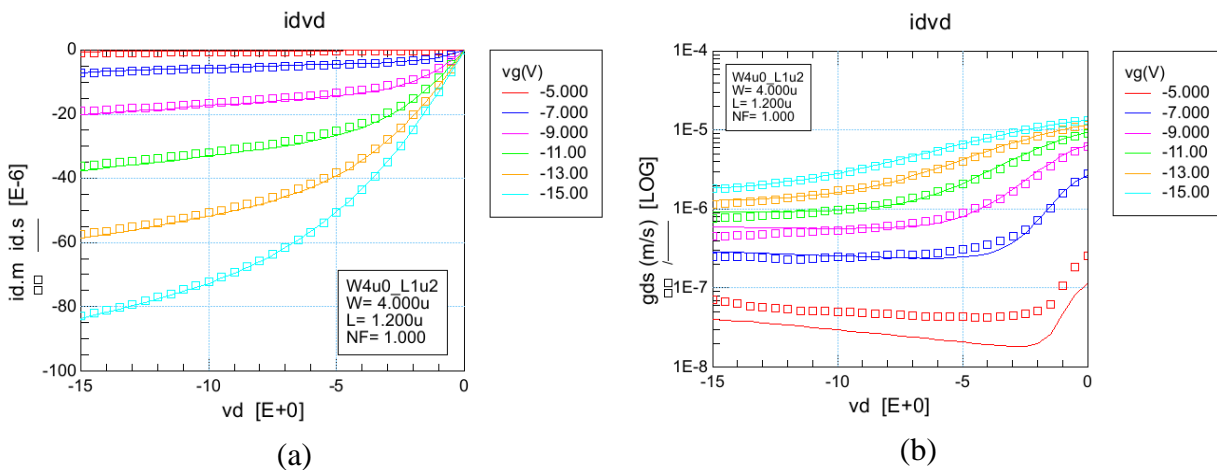 idvd
0
-20
-40
-60
-80
-100
-15
-10
-5
0
id.m id.s [E-6]
vd [E+0]
W4u0_L1u2
W= 4.000u
L= 1.200u
NF= 1.000
vg(V)
-5.000
-7.000
-9.000
-11.00
-13.00
-15.00
(a)
idvd
1E-4
1E-5
1E-6
1E-7
1E-8
-15
-10
-5
0
gds (m/s) [LOG]
vd [E+0]
W4u0_L1u2
W= 4.000u
L= 1.200u
NF= 1.000
vg(V)
-5.000
-7.000
-9.000
-11.00
-13.00
-15.00
(b)